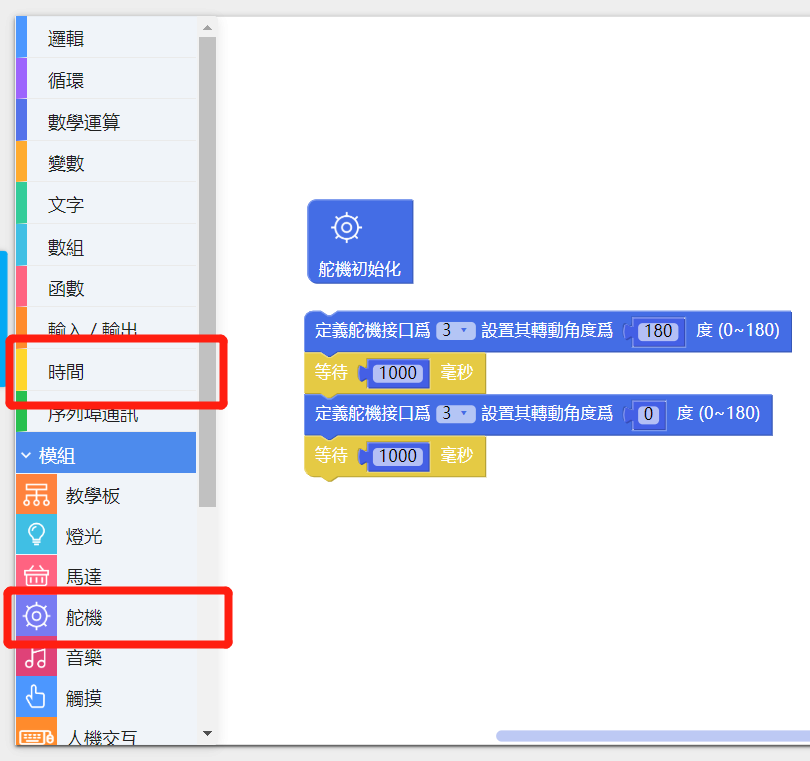 邏輯
循環
數學運算
變數
文字
數組
函數
輸入 / 輸出
時間
序列埠通訊
模組
教學板
燈光
馬達
舵機
音樂
觸摸
人機交互
舵機初始化
定義舵機接口爲 3 設置其轉動角度爲 180 度 (0~180)
等待 1000 毫秒
定義舵機接口爲 3 設置其轉動角度爲 0 度 (0~180)
等待 1000 毫秒